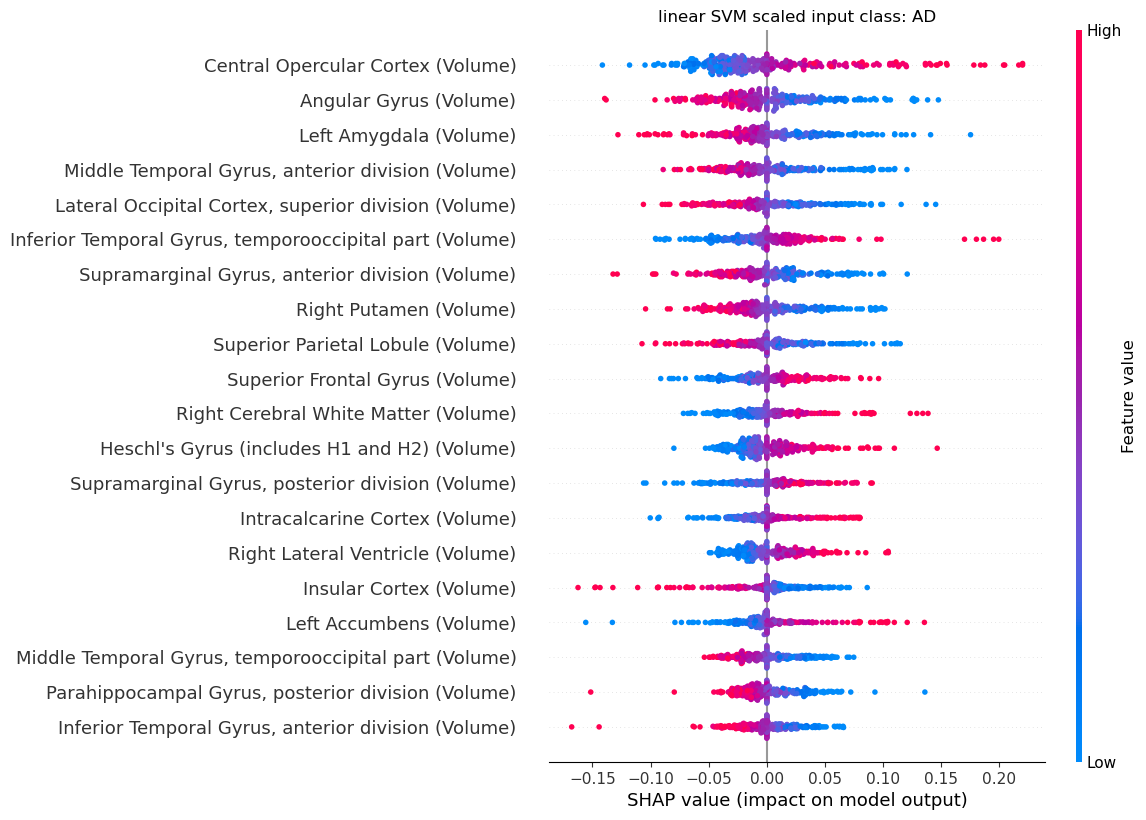 linear SVM scaled input class: AD
High
Central Opercular Cortex (Volume)
Angular Gyrus (Volume)
Left Amygdala (Volume)
Middle Temporal Gyrus, anterior division (Volume)
Lateral Occipital Cortex, superior division (Volume)
Inferior Temporal Gyrus, temporooccipital part (Volume)
Supramarginal Gyrus, anterior division (Volume)
Right Putamen (Volume)
Superior Parietal Lobule (Volume)
Superior Frontal Gyrus (Volume)
Right Cerebral White Matter (Volume)
Heschl's Gyrus (includes H1 and H2) (Volume)
Supramarginal Gyrus, posterior division (Volume)
Intracalcarine Cortex (Volume)
Right Lateral Ventricle (Volume)
Insular Cortex (Volume)
Left Accumbens (Volume)
Middle Temporal Gyrus, temporooccipital part (Volume)
Parahippocampal Gyrus, posterior division (Volume)
Inferior Temporal Gyrus, anterior division (Volume)
Feature value
Low
−0.15 −0.10 −0.05 0.00 0.05 0.10 0.15 0.20
SHAP value (impact on model output)